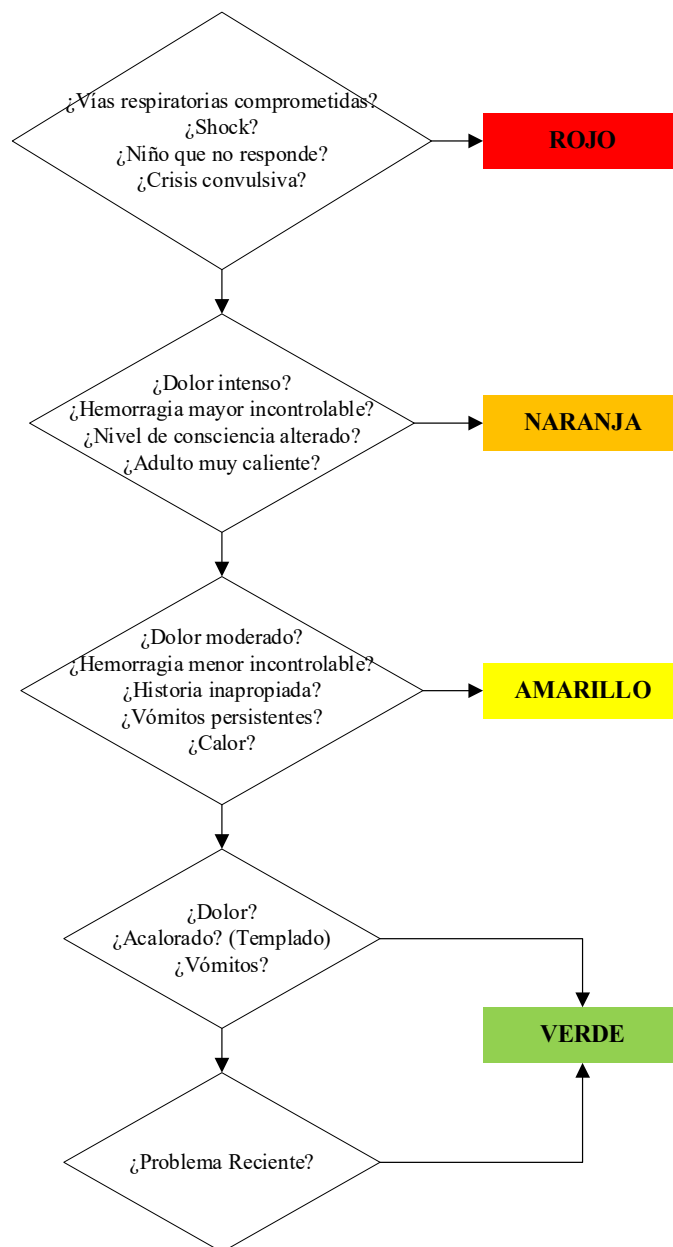 ¿Vías respiratorias comprometidas?
¿Shock?
¿Niño que no responde?
¿Crisis convulsiva?
ROJO
¿Dolor intenso?
¿Hemorragia mayor incontrolable?
¿Nivel de consciencia alterado?
¿Adulto muy caliente?
NARANJA
¿Dolor moderado?
¿Hemorragia menor incontrolable?
¿Historia inapropiada?
¿Vómitos persistentes?
¿Calor?
AMARILLO
¿Dolor?
¿Acalorado? (Templado)
¿Vómitos?
VERDE
¿Problema Reciente?